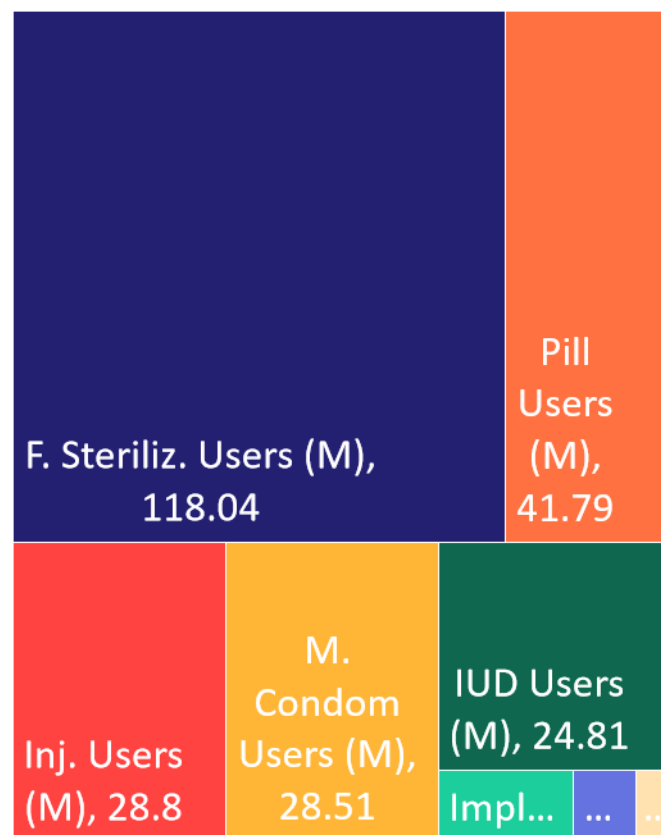 F. Steriliz. Users (M),
118.04
Pill
Users
(M),
41.79
Inj. Users
(M), 28.8
M.
Condom
Users (M),
28.51
IUD Users
(M), 24.81
Impl...
...
...